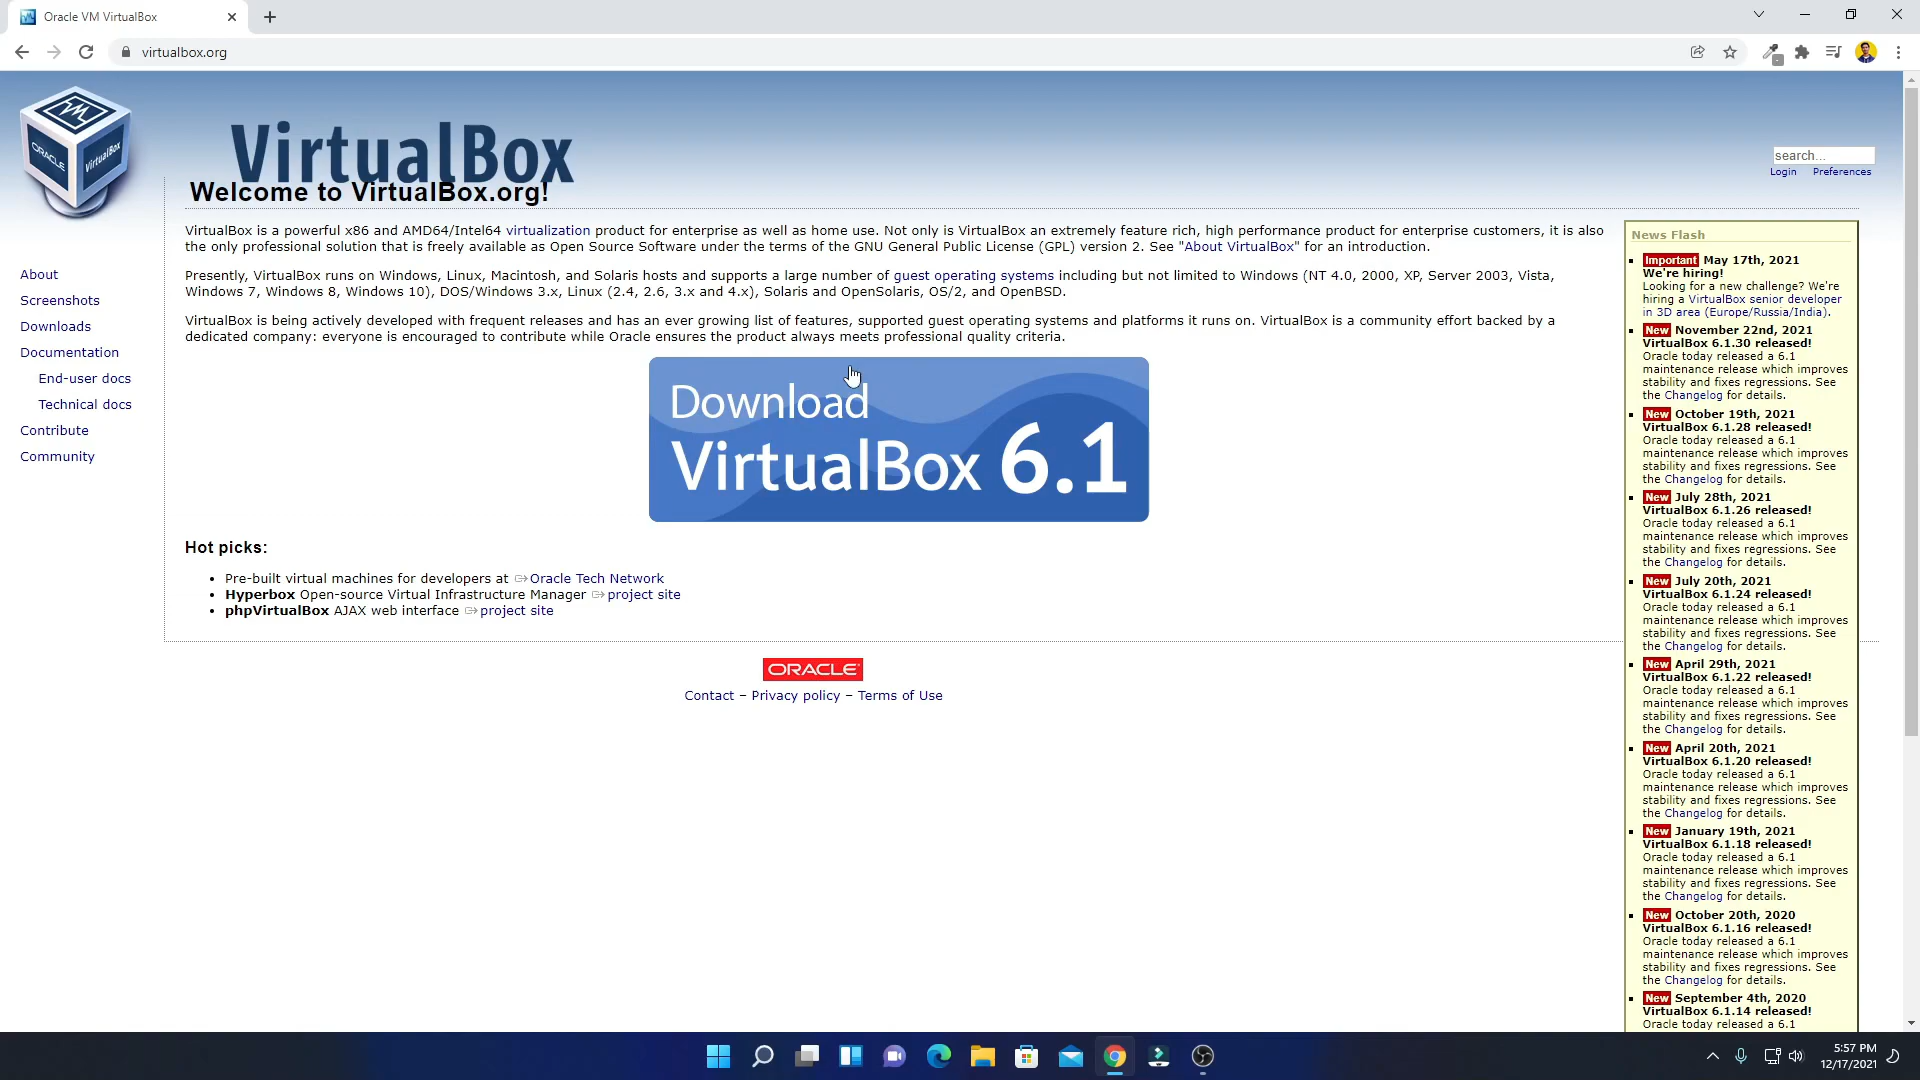 Oracle VM VirtualBox
virtualbox.org
ORACLE
VirtualBox
VirtualBox
search...
Login Preferences
Welcome to VirtualBox.org!
VirtualBox is a powerful x86 and AMD64/Intel64 virtualization product for enterprise as well as home use. Not only is VirtualBox an extremely feature rich, high performance product for enterprise customers, it is also
the only professional solution that is freely available as Open Source Software under the terms of the GNU General Public License (GPL) version 2. See "About VirtualBox" for an introduction.
Presently, VirtualBox runs on Windows, Linux, Macintosh, and Solaris hosts and supports a large number of guest operating systems including but not limited to Windows (NT 4.0, 2000, XP, Server 2003, Vista,
Windows 7, Windows 8, Windows 10), DOS/Windows 3.x, Linux (2.4, 2.6, 3.x and 4.x), Solaris and OpenSolaris, OS/2, and OpenBSD.
VirtualBox is being actively developed with frequent releases and has an ever growing list of features, supported guest operating systems and platforms it runs on. VirtualBox is a community effort backed by a
dedicated company: everyone is encouraged to contribute while Oracle ensures the product always meets professional quality criteria.
About
Screenshots
Downloads
Documentation
End-user docs
Technical docs
Contribute
Community
Download
VirtualBox 6.1
Hot picks:
Pre-built virtual machines for developers at Oracle Tech Network
Hyperbox Open-source Virtual Infrastructure Manager project site
phpVirtualBox AJAX web interface project site
ORACLE
Contact – Privacy policy – Terms of Use
News Flash
Important May 17th, 2021
We're hiring!
Looking for a new challenge? We're
hiring a VirtualBox senior developer
in 3D area (Europe/Russia/India).
New November 22nd, 2021
VirtualBox 6.1.30 released!
Oracle today released a 6.1
maintenance release which improves
stability and fixes regressions. See
the Changelog for details.
New October 19th, 2021
VirtualBox 6.1.28 released!
Oracle today released a 6.1
maintenance release which improves
stability and fixes regressions. See
the Changelog for details.
New July 28th, 2021
VirtualBox 6.1.26 released!
Oracle today released a 6.1
maintenance release which improves
stability and fixes regressions. See
the Changelog for details.
New July 20th, 2021
VirtualBox 6.1.24 released!
Oracle today released a 6.1
maintenance release which improves
stability and fixes regressions. See
the Changelog for details.
New April 29th, 2021
VirtualBox 6.1.22 released!
Oracle today released a 6.1
maintenance release which improves
stability and fixes regressions. See
the Changelog for details.
New April 20th, 2021
VirtualBox 6.1.20 released!
Oracle today released a 6.1
maintenance release which improves
stability and fixes regressions. See
the Changelog for details.
New January 19th, 2021
VirtualBox 6.1.18 released!
Oracle today released a 6.1
maintenance release which improves
stability and fixes regressions. See
the Changelog for details.
New October 20th, 2020
VirtualBox 6.1.16 released!
Oracle today released a 6.1
maintenance release which improves
stability and fixes regressions. See
the Changelog for details.
New September 4th, 2020
VirtualBox 6.1.14 released!
Oracle today released a 6.1
5:57 PM
12/17/2021